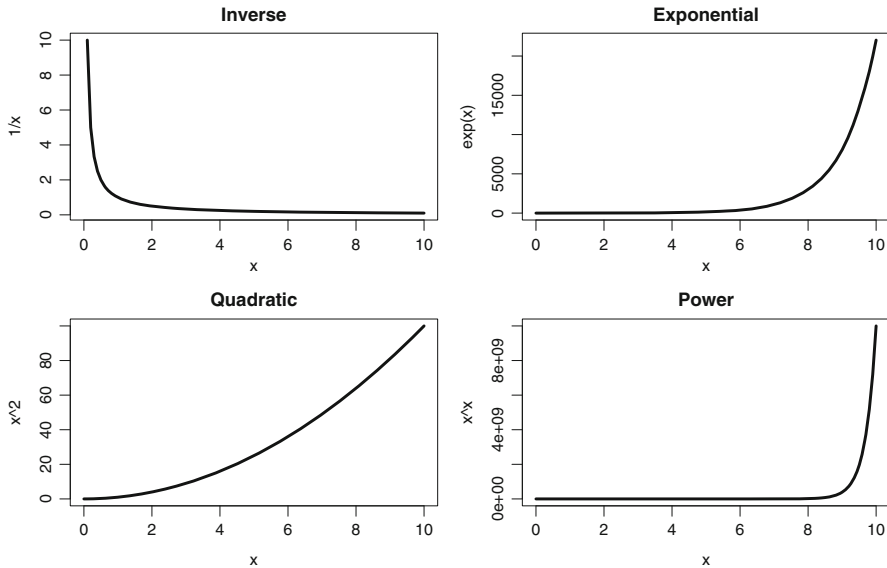 Inverse
1/x
10
8
6
4
2
0
0 2 4 6 8 10
x
Exponential
exp(x)
15000
5000
0
0 2 4 6 8 10
x
Quadratic
x^2
80
60
40
20
0
0 2 4 6 8 10
x
Power
x^x
8e+09
4e+09
0e+00
0 2 4 6 8 10
x